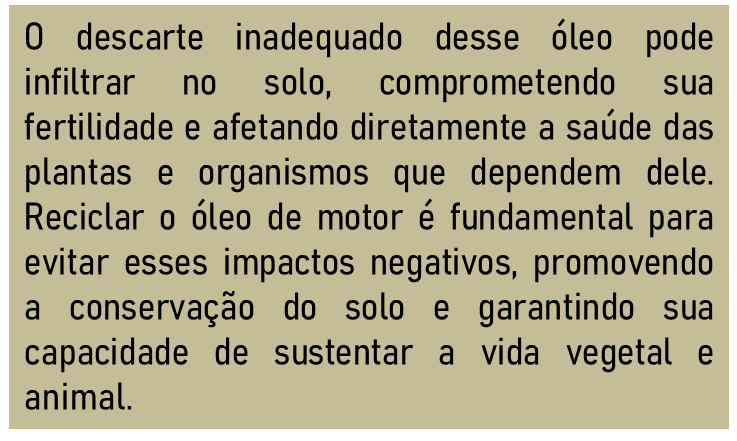 O descarte inadequado desse óleo pode
infiltrar no solo, comprometendo sua
fertilidade e afetando diretamente a saúde das
plantas e organismos que dependem dele.
Reciclar o óleo de motor é fundamental para
evitar esses impactos negativos, promovendo
a conservação do solo e garantindo sua
capacidade de sustentar a vida vegetal e
animal.